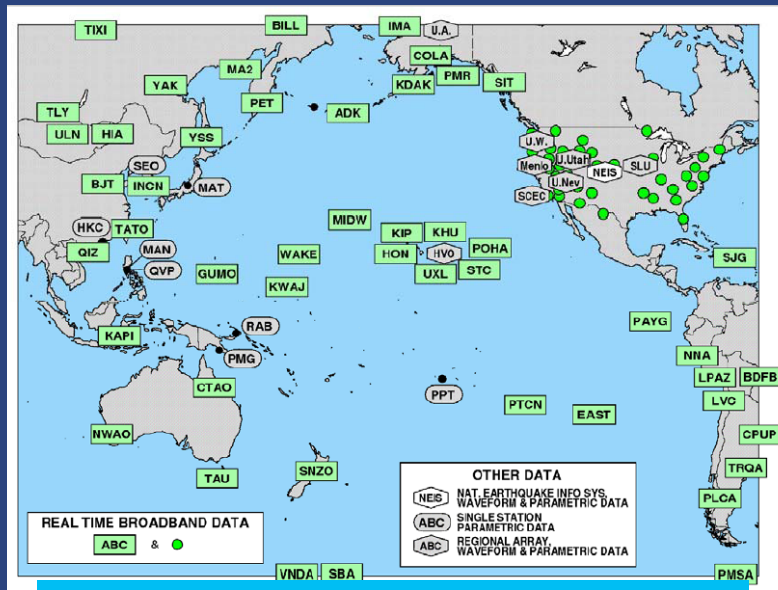 TIXI
BILL
IMA
U.A.
COLA
MA2
PMR
YAK
KDAK
SIT
PET
TLY
ADK
ULN
HIA
YSS
U.W.
SEO
Menlo
U.Utah
SLU
NEIS
BJT
INCN
MAT
U.Nev
SCEC
MIDW
HKC
TATO
KIP
KHU
QIZ
MAN
WAKE
HON
HVO
POHA
SJG
QVP
GUMO
UXL
STC
KWAJ
PAYG
RAB
KAPI
PMG
NNA
LPAZ
BDFB
CTAO
PPT
LVC
PTCN
EAST
NWAO
CPUP
TAU
SNZO
TRQA
PLCA
OTHER DATA
NEIS NAT. EARTHQUAKE INFO SYS.
WAVEFORM & PARAMETRIC DATA
ABC SINGLE STATION
PARAMETRIC DATA
ABC REGIONAL ARRAY,
WAVEFORM & PARAMETRIC DATA
REAL TIME BROADBAND DATA
ABC &
VNDA
SBA
PMSA